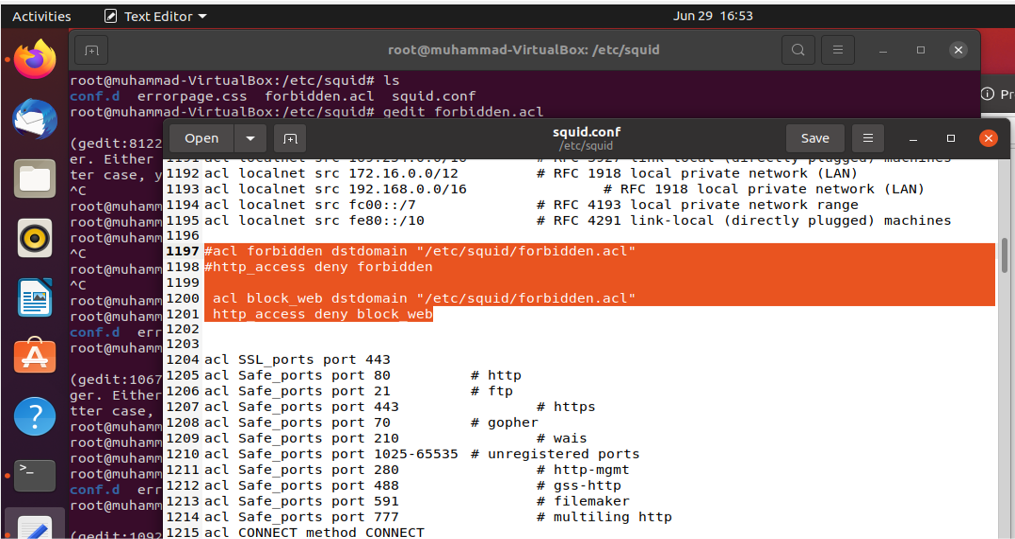 Activities Text Editor Jun 29 16:53
root@muhammad-VirtualBox: /etc/squid
root@muhammad-VirtualBox:/etc/squid# ls
conf.d errorpage.css forbidden.acl squid.conf
root@muhammad-VirtualBox:/etc/squid# gedit forbidden.acl
Pr
(gedit:8122
er. Either
ter case, y
^C
root@muhamm
root@muhamm
root@muhamm
^C
root@muhamm
^C
root@muhamm
root@muhamm
conf.d err
root@muhamm
(gedit:1067
ger. Either
tter case,
root@muhamm
root@muhamm
root@muhamm
root@muhamm
conf.d err
root@muhamm
(gedit:1092
Open squid.conf Save
/etc/squid
1191 acl localnet src 169.254.0.0/16 # RFC 3927 link-local (directly plugged) machines
1192 acl localnet src 172.16.0.0/12 # RFC 1918 local private network (LAN)
1193 acl localnet src 192.168.0.0/16 # RFC 1918 local private network (LAN)
1194 acl localnet src fc00::/7 # RFC 4193 local private network range
1195 acl localnet src fe80::/10 # RFC 4291 link-local (directly plugged) machines
1196
1197 #acl forbidden dstdomain "/etc/squid/forbidden.acl"
1198 #http_access deny forbidden
1199
1200 acl block_web dstdomain "/etc/squid/forbidden.acl"
1201 http_access deny block_web
1202
1203
1204 acl SSL_ports port 443
1205 acl Safe_ports port 80 # http
1206 acl Safe_ports port 21 # ftp
1207 acl Safe_ports port 443 # https
1208 acl Safe_ports port 70 # gopher
1209 acl Safe_ports port 210 # wais
1210 acl Safe_ports port 1025-65535 # unregistered ports
1211 acl Safe_ports port 280 # http-mgmt
1212 acl Safe_ports port 488 # gss-http
1213 acl Safe_ports port 591 # filemaker
1214 acl Safe_ports port 777 # multiling http
1215 acl CONNECT method CONNECT